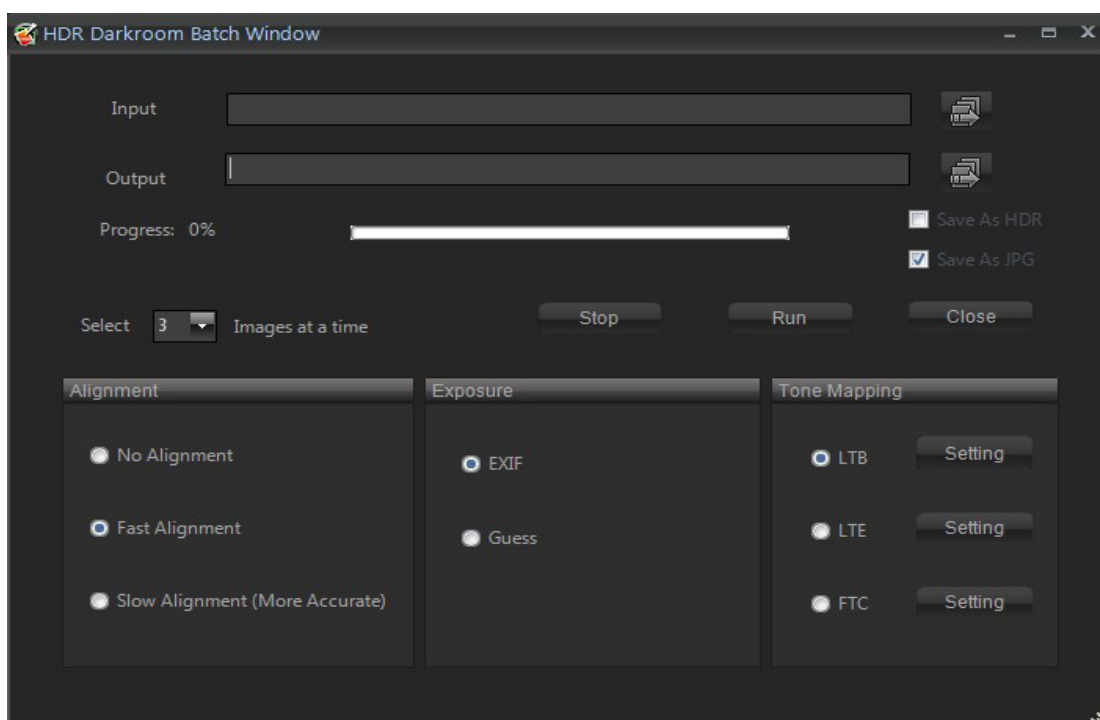 HDR Darkroom Batch Window
Input
Output
Progress: 0%
Save As HDR
Save As JPG
Select 3 Images at a time
Stop
Run
Close
Alignment
No Alignment
Fast Alignment
Slow Alignment (More Accurate)
Exposure
EXIF
Guess
Tone Mapping
LTB Setting
LTE Setting
FTC Setting